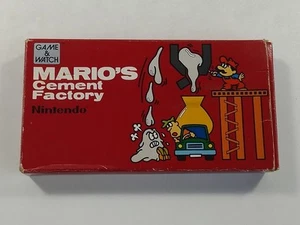 GAME
&
WATCH
MARIO'S
Cement
Factory
Nintendo